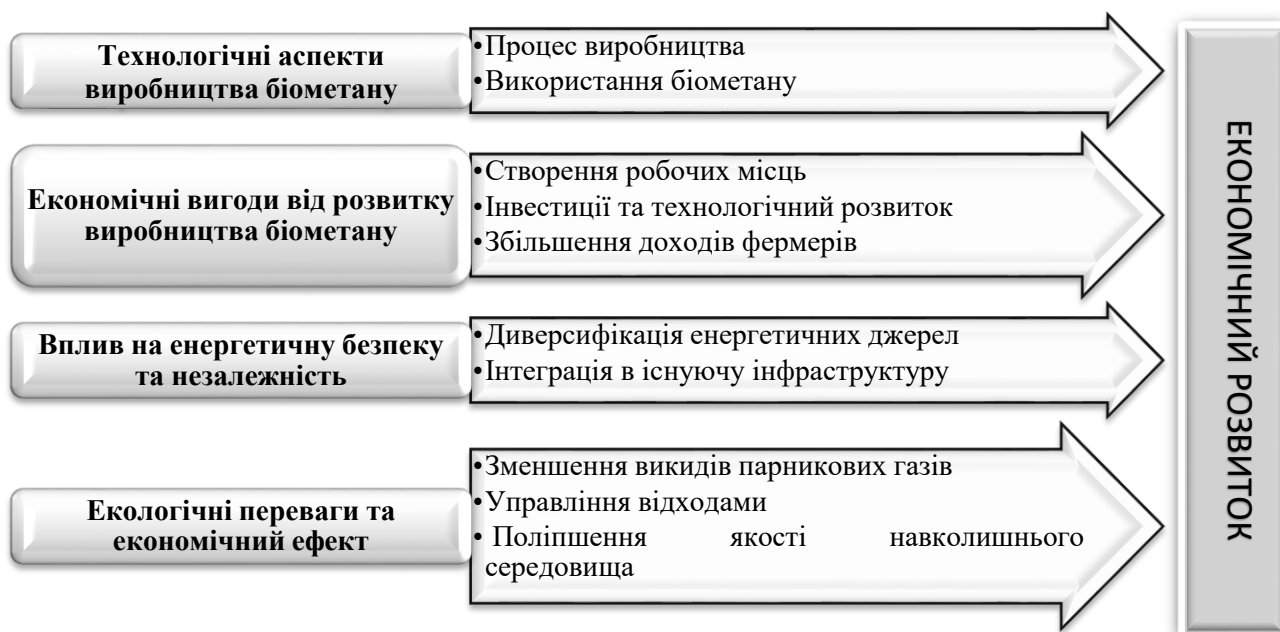 Технологічні аспекти
виробництва біометану
•Процес виробництва
•Використання біометану
Економічні вигоди від розвитку
виробництва біометану
•Створення робочих місць
•Інвестиції та технологічний розвиток
•Збільшення доходів фермерів
Вплив на енергетичну безпеку
та незалежність
•Диверсифікація енергетичних джерел
•Інтеграція в існуючу інфраструктуру
Екологічні переваги та
економічний ефект
•Зменшення викидів парникових газів
•Управління відходами
• Поліпшення якості навколишнього
середовища
ЕКОНОМІЧНИЙ РОЗВИТОК